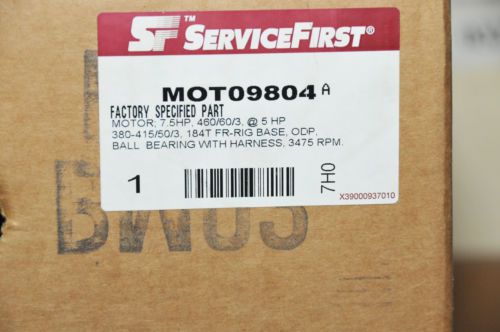 SF™ SERVICEFIRST®
MOT09804 A
FACTORY SPECIFIED PART
MOTOR; 7.5HP, 460/60/3, @ 5 HP
380-415/50/3, 184T FR-RIG BASE, ODP,
BALL BEARING WITH HARNESS, 3475 RPM.
1
7H0
X39000937010